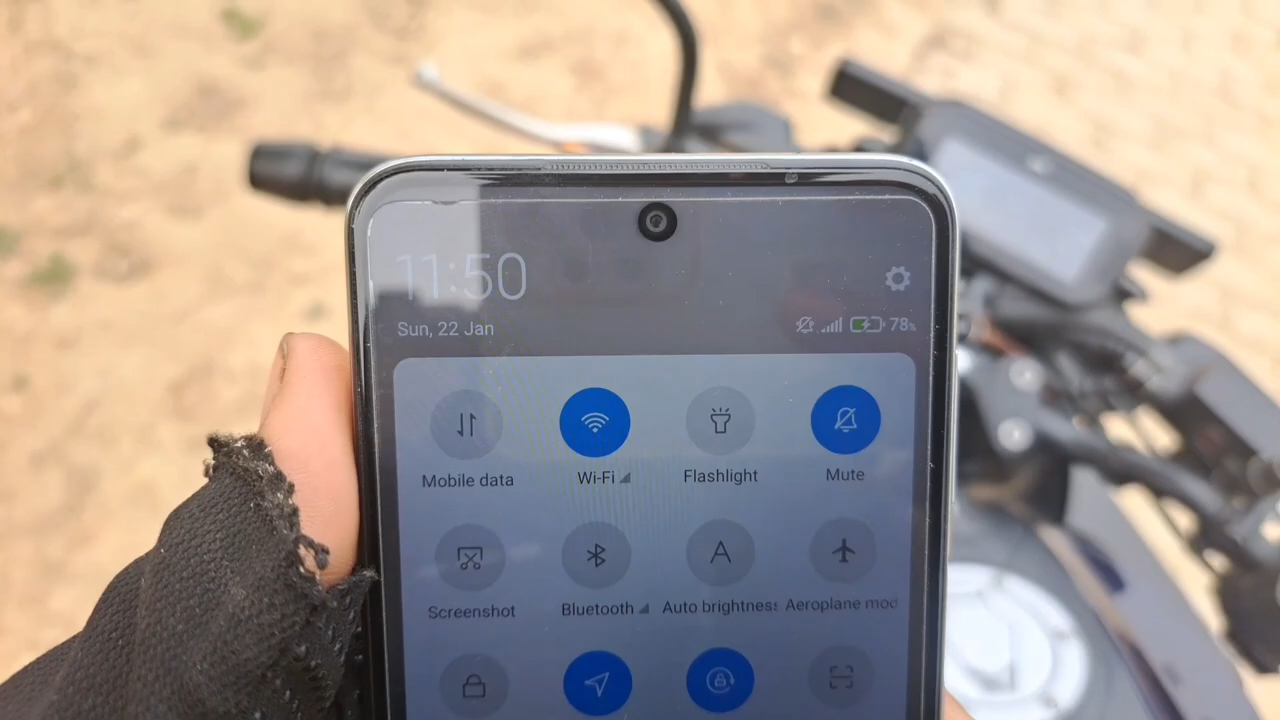 11:50
Sun, 22 Jan
78%
Mobile data
Wi-Fi
Flashlight
Mute
Screenshot
Bluetooth
Auto brightness
Aeroplane mod